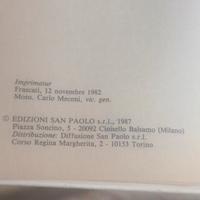 Imprimatur
Frascati, 12 novembre 1982
Mons. Carlo Meconi, vic. gen.
© EDIZIONI SAN PAOLO s.r.l., 1987
Piazza Soncino, 5 - 20092 Cinisello Balsamo (Milano)
Distribuzione: Diffusione San Paolo s.r.l.
Corso Regina Margherita, 2 - 10153 Torino